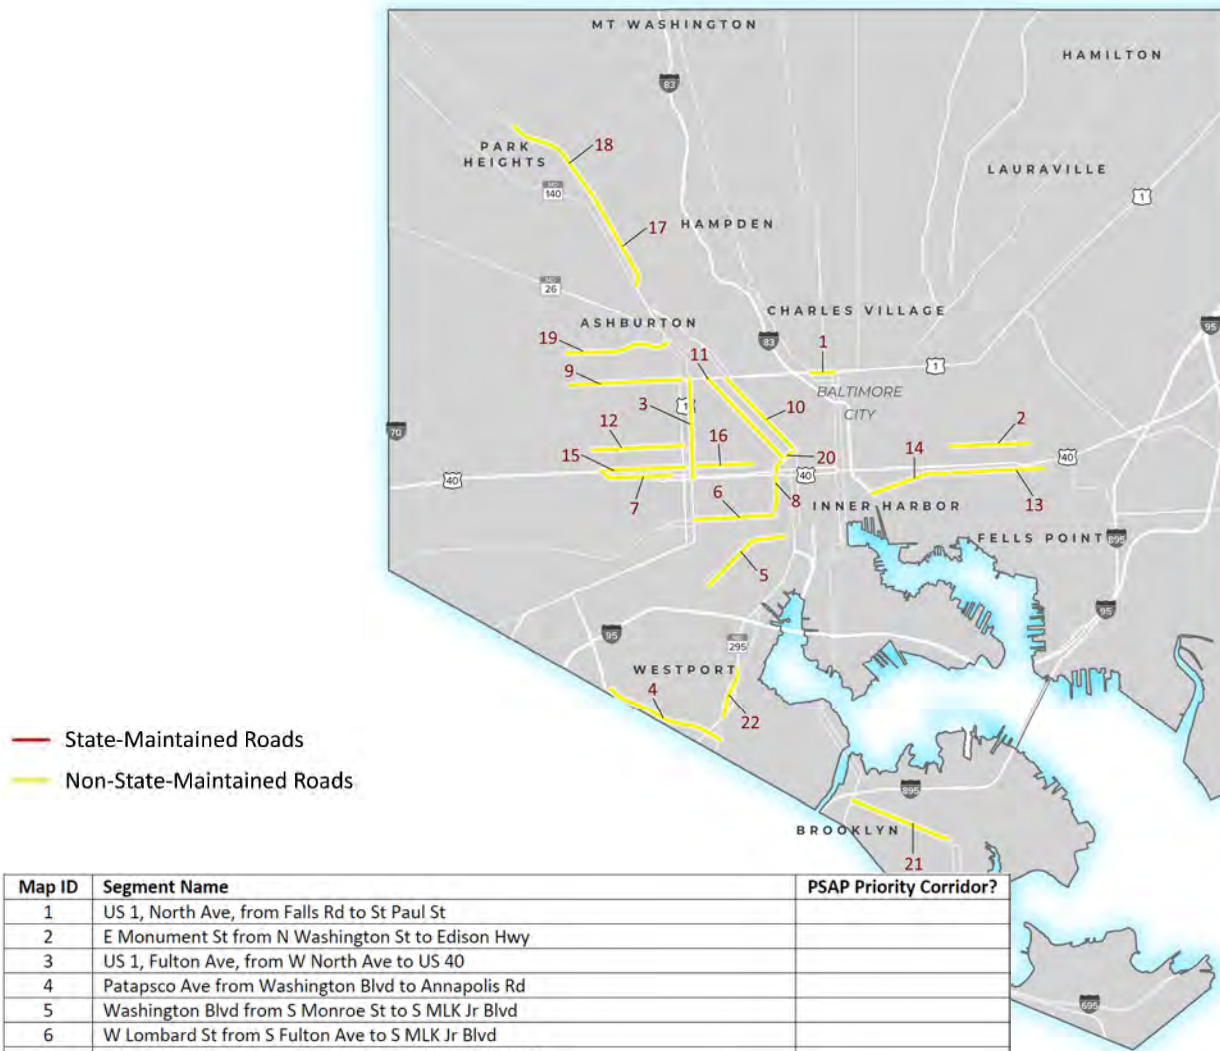 MT WASHINGTON
HAMILTON
83
PARK
HEIGHTS
18
LAURAVILLE
MD
140
1
17
HAMPDEN
MD
26
CHARLES VILLAGE
ASHBURTON
95
19
11
83
1
1
9
BALTIMORE
CITY
3
1
10
12
16
2
70
15
20
14
40
40
40
7
6
8
INNER HARBOR
13
FELLS POINT
895
5
95
95
MD
295
WESTPORT
4
22
State-Maintained Roads
Non-State-Maintained Roads
895
BROOKLYN
21
Map ID Segment Name PSAP Priority Corridor?
1 US 1, North Ave, from Falls Rd to St Paul St
2 E Monument St from N Washington St to Edison Hwy
3 US 1, Fulton Ave, from W North Ave to US 40
4 Patapsco Ave from Washington Blvd to Annapolis Rd
5 Washington Blvd from S Monroe St to S MLK Jr Blvd
6 W Lombard St from S Fulton Ave to S MLK Jr Blvd
695